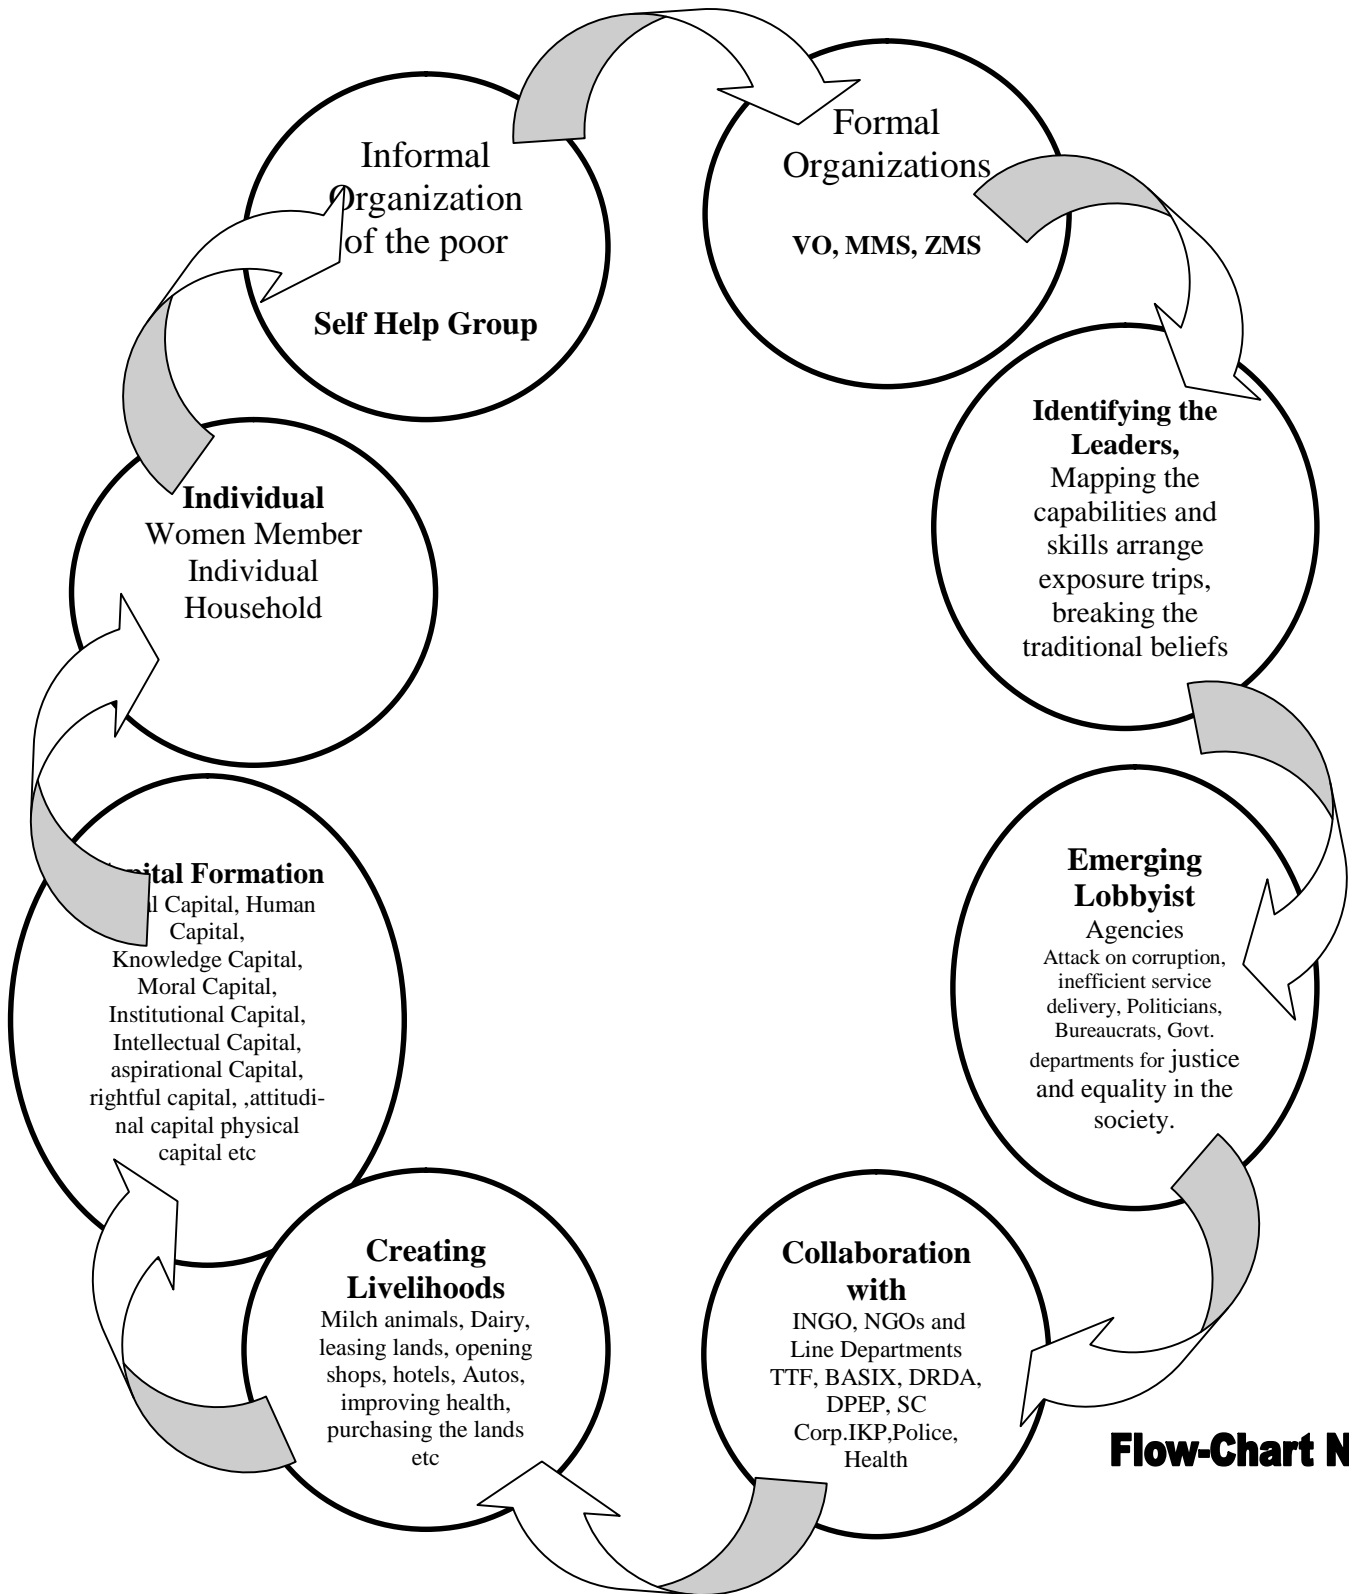 Informal
Organization
of the poor
Self Help Group
Formal
Organizations
VO, MMS, ZMS
Identifying the
Leaders,
Mapping the
capabilities and
skills arrange
exposure trips,
breaking the
traditional beliefs
Emerging
Lobbyist
Agencies
Attack on corruption,
inefficient service
delivery, Politicians,
Bureaucrats, Govt.
departments for justice
and equality in the
society.
Collaboration
with
INGO, NGOs and
Line Departments
TTF, BASIX, DRDA,
DPEP, SC
Corp.IKP,Police,
Health
Creating
Livelihoods
Milch animals, Dairy,
leasing lands, opening
shops, hotels, Autos,
improving health,
purchasing the lands
etc
Formation
Capital, Human
Capital,
Knowledge Capital,
Moral Capital,
Institutional Capital,
Intellectual Capital,
aspirational Capital,
rightful capital, ,attitudi-
nal capital physical
capital etc
Individual
Women Member
Individual
Household
Flow-Chart N